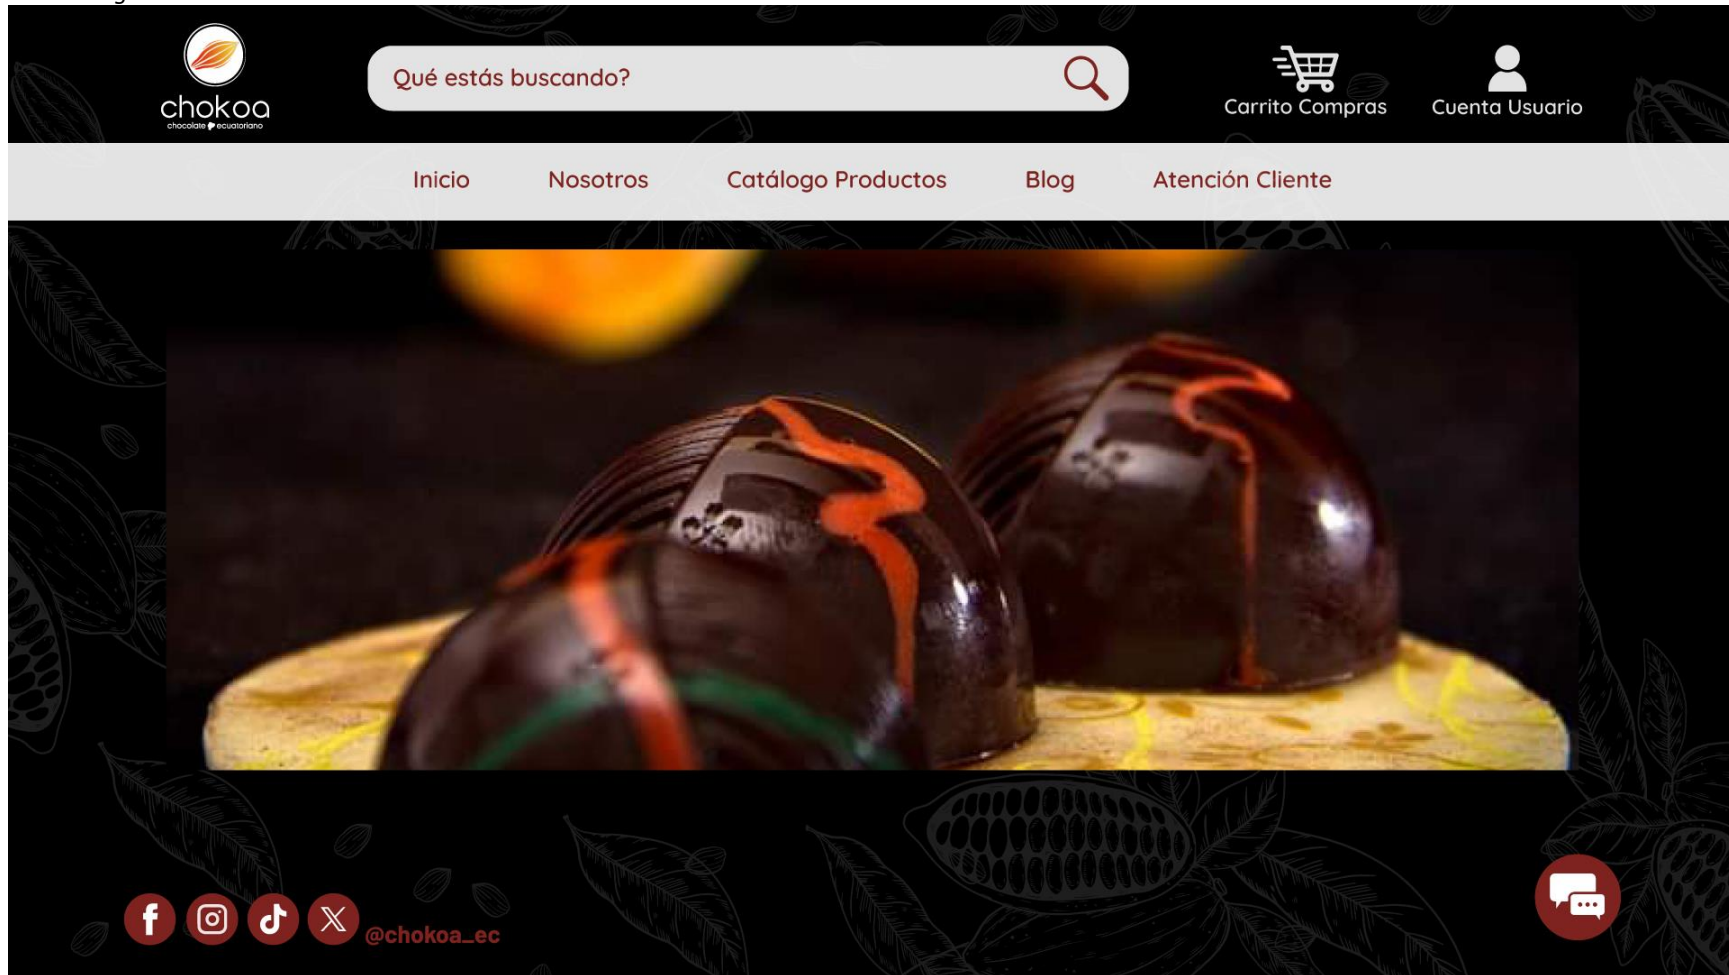 chokoa
chocolate ecuatoriano
Qué estás buscando?
Carrito Compras
Cuenta Usuario
Inicio
Nosotros
Catálogo Productos
Blog
Atención Cliente
@chokoa_ec